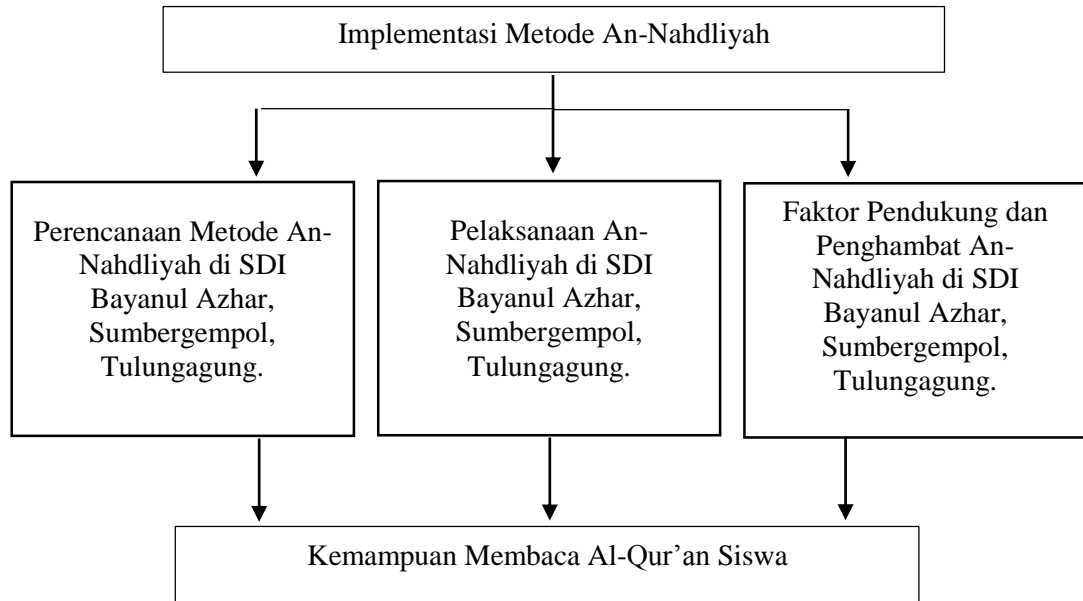 Implementasi Metode An-Nahdliyah
Perencanaan Metode An-
Nahdliyah di SDI
Bayanul Azhar,
Sumbergempol,
Tulungagung.
Pelaksanaan An-
Nahdliyah di SDI
Bayanul Azhar,
Sumbergempol,
Tulungagung.
Faktor Pendukung dan
Penghambat An-
Nahdliyah di SDI
Bayanul Azhar,
Sumbergempol,
Tulungagung.
Kemampuan Membaca Al-Qur’an Siswa